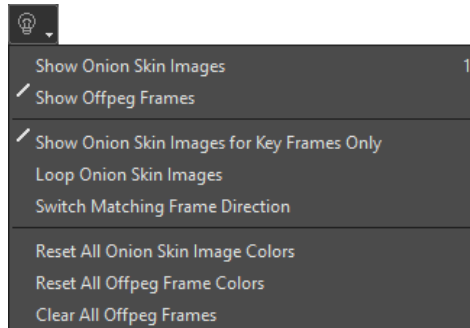 Show Onion Skin Images 1
Show Offpeg Frames
Show Onion Skin Images for Key Frames Only
Loop Onion Skin Images
Switch Matching Frame Direction
Reset All Onion Skin Image Colors
Reset All Offpeg Frame Colors
Clear All Offpeg Frames